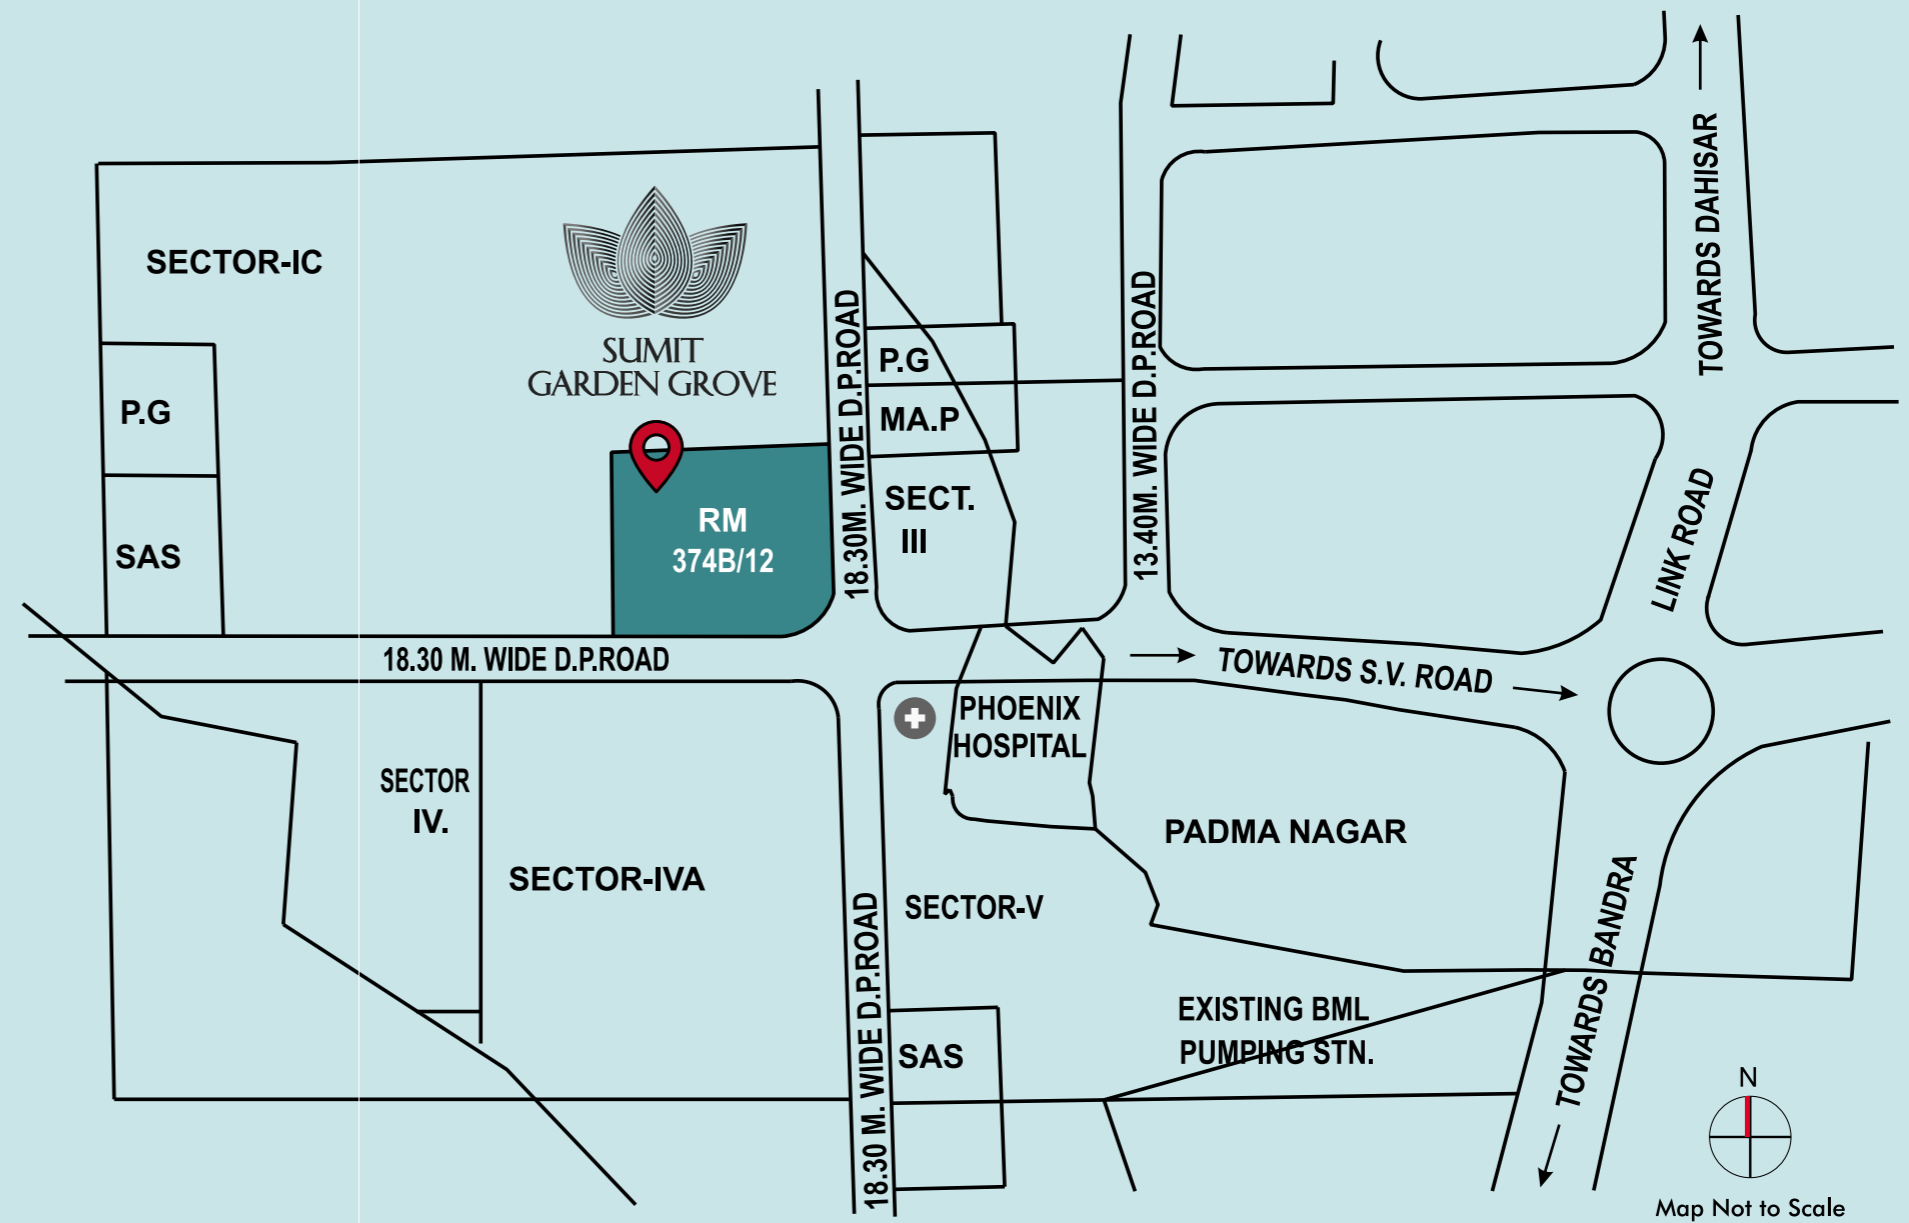 TOWARDS DAHISAR
SECTOR-IC
SUMIT
GARDEN GROVE
18.30M. WIDE D.P.ROAD
13.40M. WIDE D.P.ROAD
P.G
P.G
MA.P
SECT.
III
RM
374B/12
SAS
LINK ROAD
18.30 M. WIDE D.P.ROAD
TOWARDS S.V. ROAD
PHOENIX
HOSPITAL
SECTOR
IV.
PADMA NAGAR
SECTOR-IVA
SECTOR-V
TOWARDS BANDRA
18.30 M. WIDE D.P.ROAD
EXISTING BML
PUMPING STN.
SAS
N
Map Not to Scale